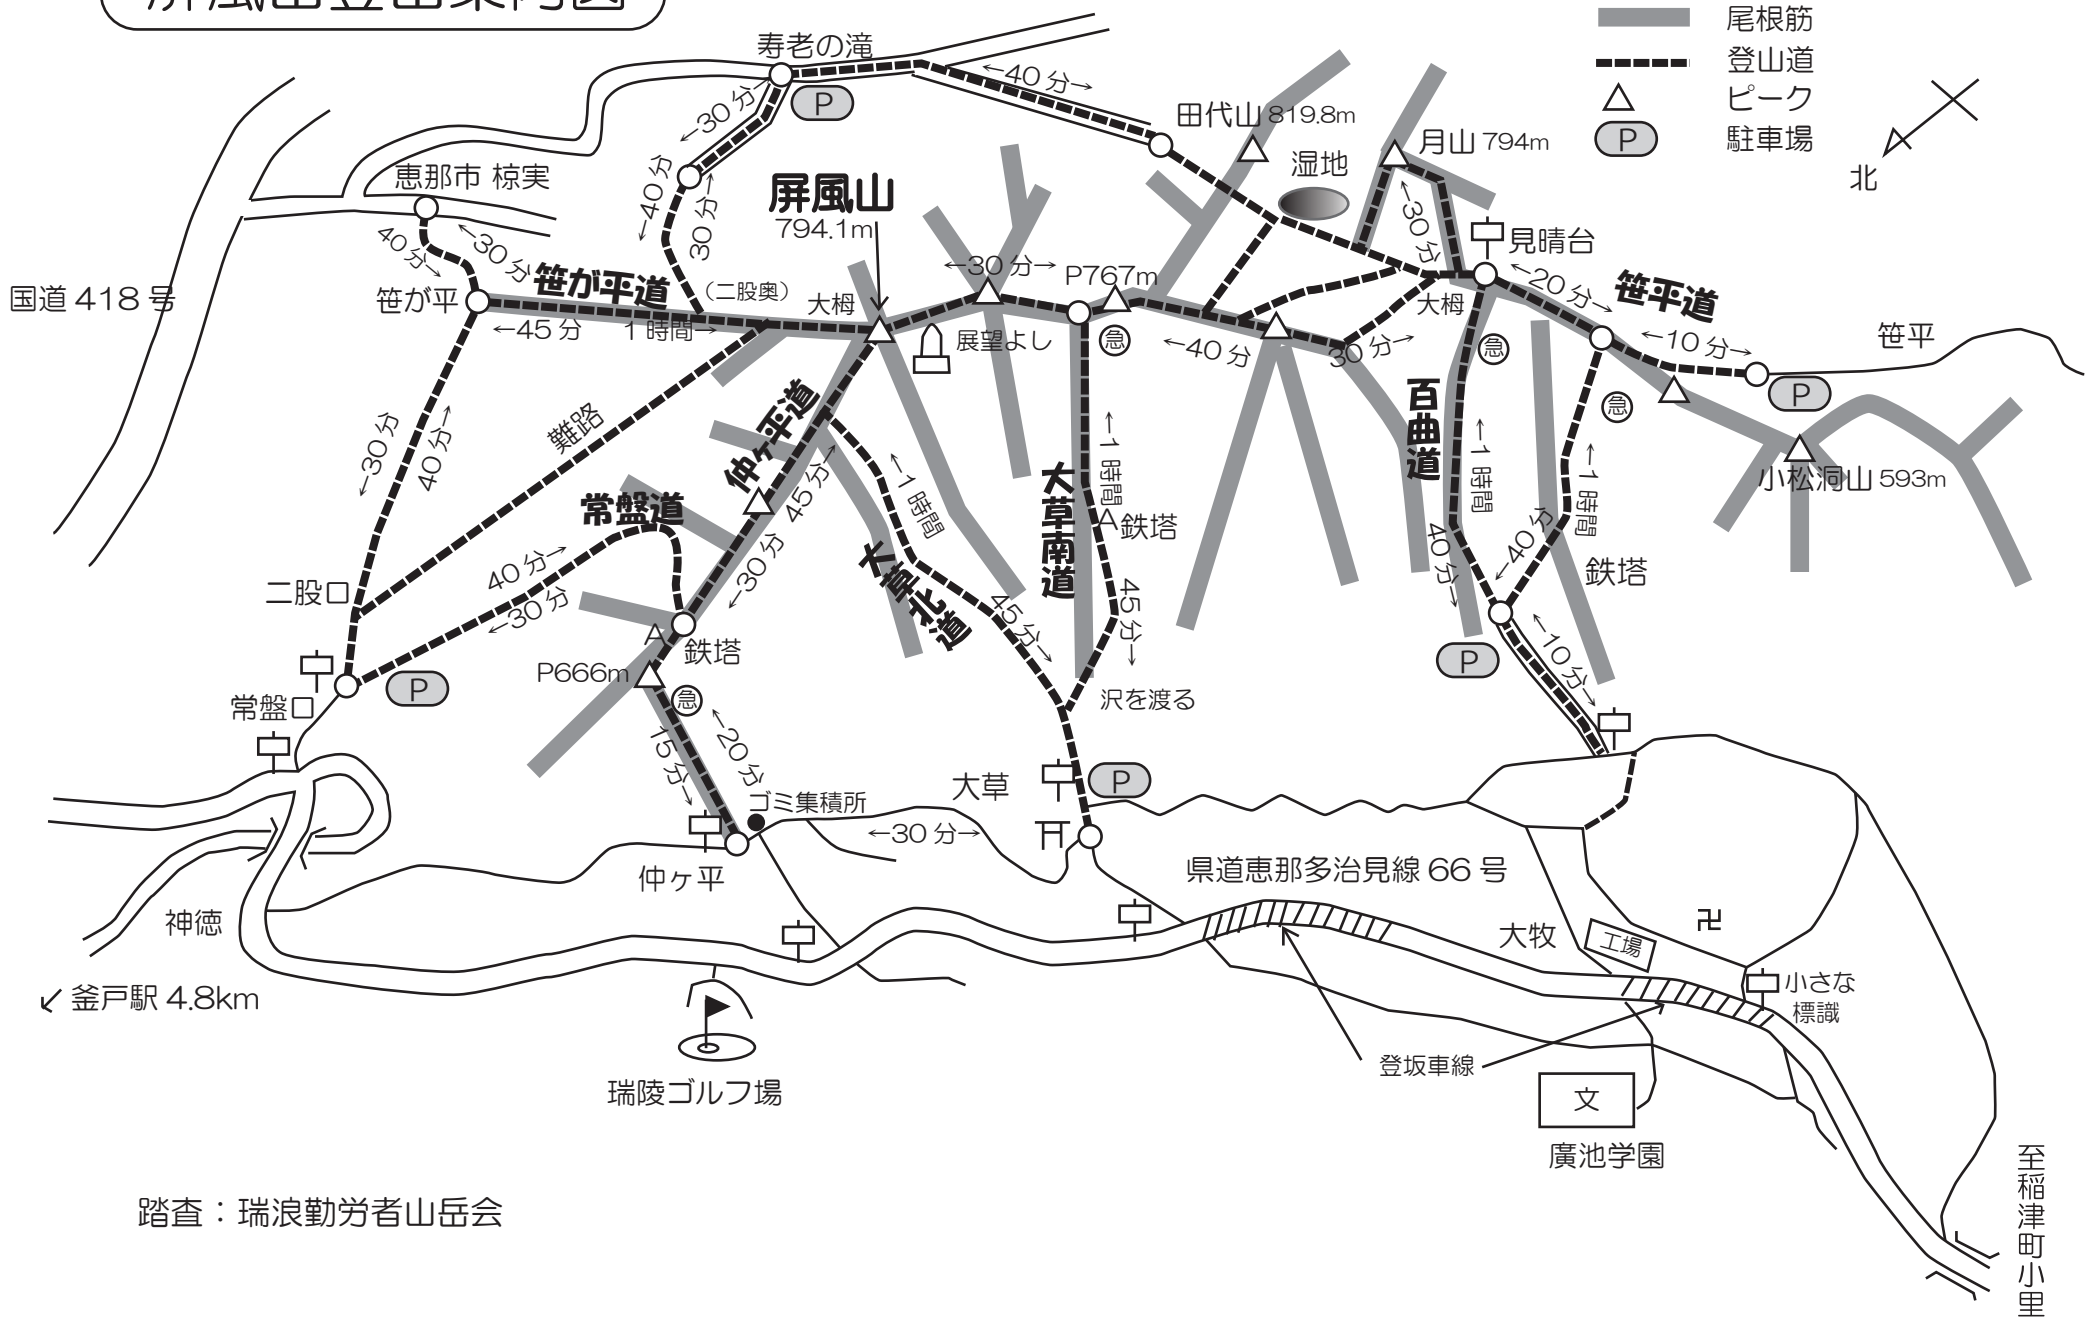 屏風山登山案内図
尾根筋
登山道
ピーク
P 駐車場
北
寿老の滝
P
←40分→
←30分→
田代山 819.8m
月山 794m
湿地
恵那市 椋実
←40分
30分→
屏風山
794.1m
←30分
見晴台
40分→
←30分
笹が平道
(二股奥)
大栂
←30分→
P767m
大栂
←20分→
笹平道
国道418号
笹が平
←45分
1時間→
展望よし
急
←40分
30分→
急
←10分→
笹平
P
急
←30分
40分→
難路
仲ヶ平道
45分→
←30分
←1時間
大草北道
45分→
大草南道
←1時間
鉄塔
45分→
百曲道
←1時間
40分→
←1時間
←40分
鉄塔
小松洞山 593m
常盤道
二股口
40分→
←30分
鉄塔
P666m
急
P
常盤口
15分→
←20分
沢を渡る
P
←10分→
ゴミ集積所
大草
P
←30分→
仲ヶ平
県道恵那多治見線66号
神徳
大牧
工場
卍
小さな
標識
↙ 釜戸駅 4.8km
登坂車線
瑞陵ゴルフ場
文
廣池学園
至稲津町小里
踏査：瑞浪勤労者山岳会